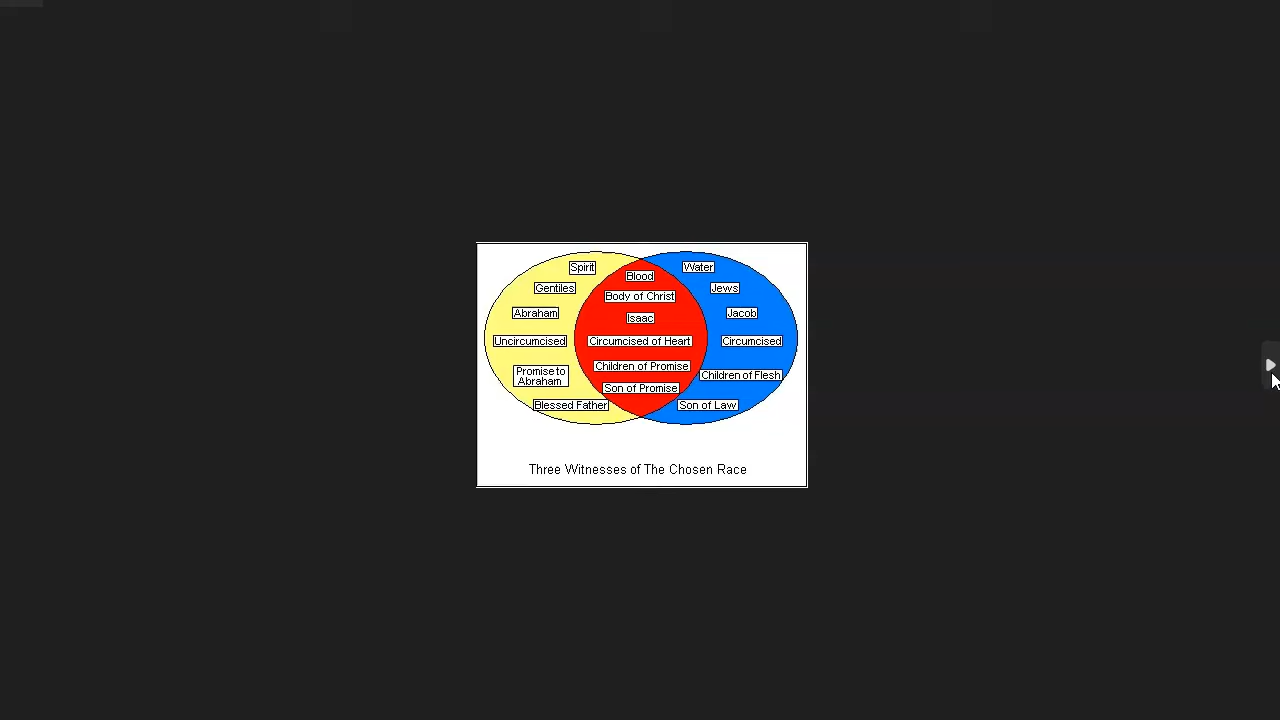 Spirit
Blood
Water
Gentiles
Body of Christ
Jews
Abraham
Isaac
Jacob
Uncircumcised
Circumcised of Heart
Circumcised
Promise to
Abraham
Children of Promise
Children of Flesh
Son of Promise
Blessed Father
Son of Law
Three Witnesses of The Chosen Race